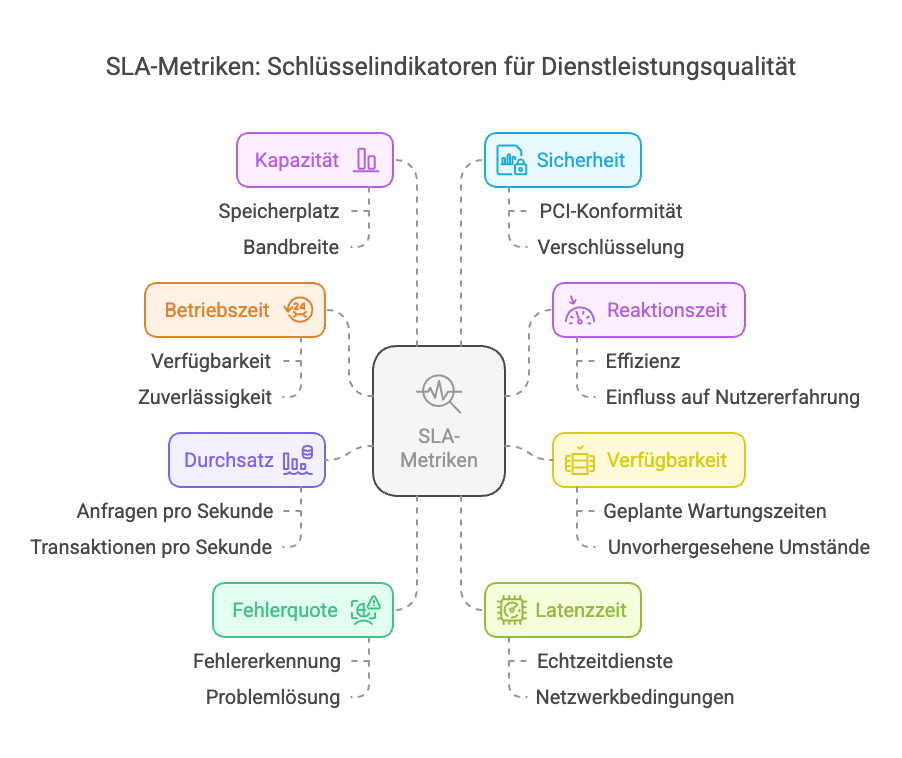 SLA-Metriken: Schlüsselindikatoren für Dienstleistungsqualität
Kapazität
Speicherplatz
Bandbreite
Sicherheit
PCI-Konformität
Verschlüsselung
Betriebszeit
24
Verfügbarkeit
Zuverlässigkeit
Reaktionszeit
Effizienz
Einfluss auf Nutzererfahrung
SLA-
Metriken
Durchsatz
Anfragen pro Sekunde
Transaktionen pro Sekunde
Verfügbarkeit
Geplante Wartungszeiten
Unvorhergesehene Umstände
Fehlerquote
Fehlererkennung
Problemlösung
Latenzzeit
Echtzeitdienste
Netzwerkbedingungen